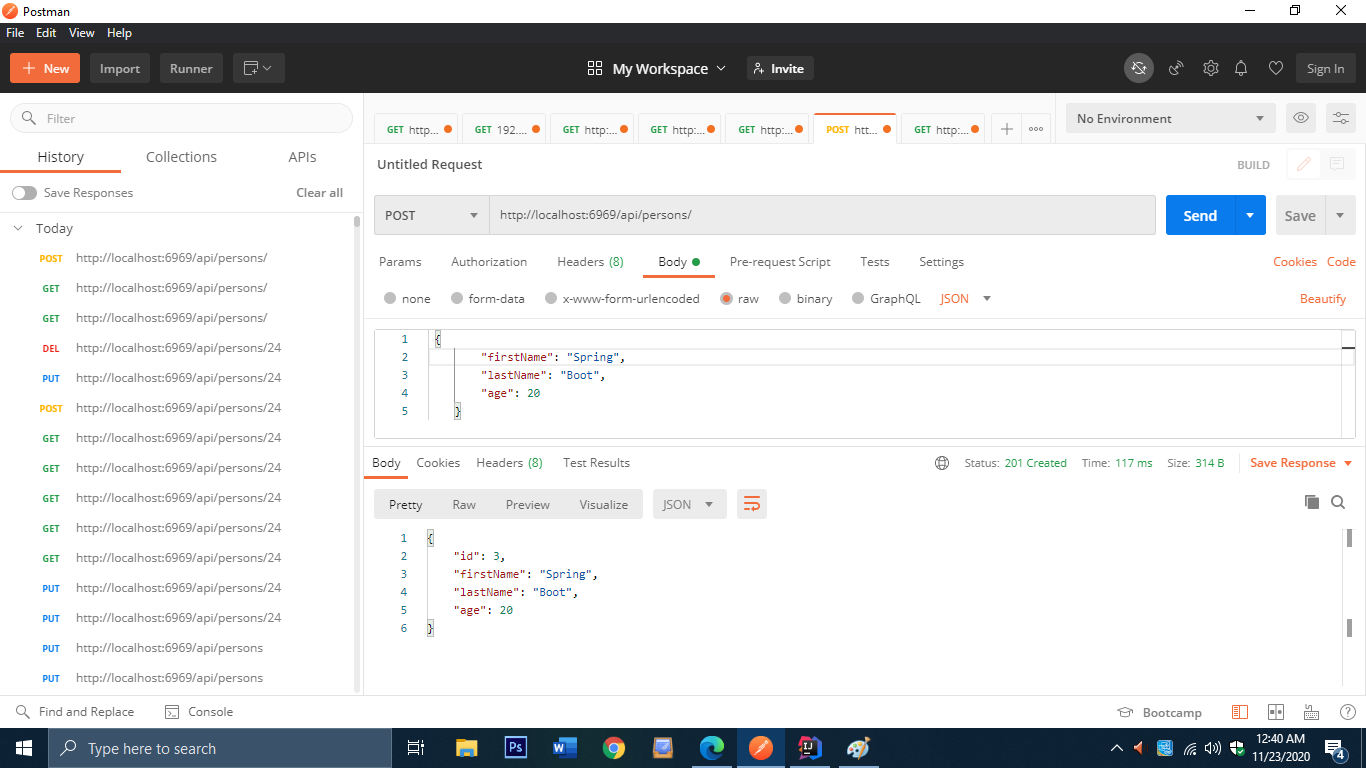 Postman
File Edit View Help
+ New Import Runner My Workspace Invite Sign In
Filter
GET http... GET 192.... GET http:... GET http:... GET http:... POST htt... GET http:... + No Environment
History Collections APIs
Untitled Request BUILD
Save Responses Clear all
POST http://localhost:6969/api/persons/ Send Save
Today
POST http://localhost:6969/api/persons/
GET http://localhost:6969/api/persons/
GET http://localhost:6969/api/persons/
DEL http://localhost:6969/api/persons/24
PUT http://localhost:6969/api/persons/24
POST http://localhost:6969/api/persons/24
GET http://localhost:6969/api/persons/24
GET http://localhost:6969/api/persons/24
GET http://localhost:6969/api/persons/24
GET http://localhost:6969/api/persons/24
GET http://localhost:6969/api/persons/24
PUT http://localhost:6969/api/persons/24
PUT http://localhost:6969/api/persons/24
PUT http://localhost:6969/api/persons
PUT http://localhost:6969/api/persons
Params Authorization Headers (8) Body Pre-request Script Tests Settings Cookies Code
none form-data x-www-form-urlencoded raw binary GraphQL JSON Beautify
1 {
2 "firstName": "Spring",
3 "lastName": "Boot",
4 "age": 20
5 }
Body Cookies Headers (8) Test Results Status: 201 Created Time: 117 ms Size: 314 B Save Response
Pretty Raw Preview Visualize JSON
1 {
2 "id": 3,
3 "firstName": "Spring",
4 "lastName": "Boot",
5 "age": 20
6 }
Find and Replace Console Bootcamp ?
Type here to search Ps W IJ 12:40 AM
11/23/2020 4